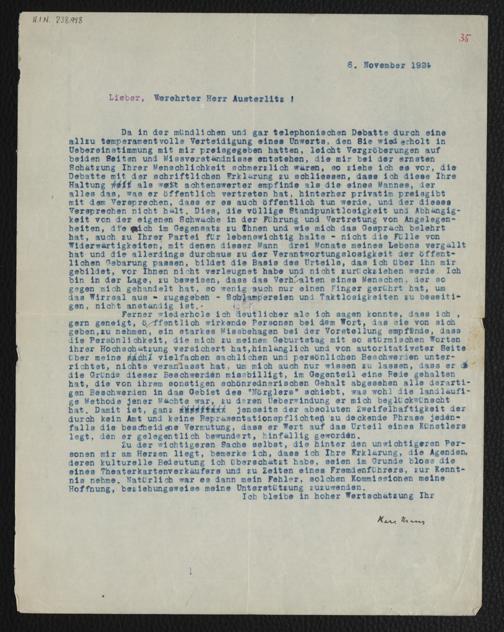 H.I.N. 238.998
35
6. November 1924
Lieber, Verehrter Herr Austerlitz !
Da in der mündlichen und gar telephonischen Debatte durch eine
allzu temperamentvolle Verteidigung eines Unwerts, den Sie wiederholt in
Uebereinstimmung mit mir preisgegeben hatten, leicht Vergröberungen auf
beiden Seiten und Missverständnisse entstehen, die mir bei der ernsten
Schätzung Ihrer Menschlichkeit schmerzlich wären, so ziehe ich es vor, die
Debatte mit der schriftlichen Erklärung zu schliessen, dass ich diese Ihre
Haltung als weit achtenswerter empfinde als die eines Mannes, der
alles das, was er öffentlich vertreten hat, hinterher privatim preisgibt
mit dem Versprechen, dass er es auch öffentlich tun werde, und der dieses
Versprechen nicht hält. Dies, die völlige Standpunktlosigkeit und Abhängig-
keit von der eigenen Schwäche in der Führung und Vertretung von Angelegen-
heiten, die ich im Gegensatz zu Ihnen und wie mich das Gespräch belehrt
hat, auch zu Ihrer Partei für lebenswichtig halte - nicht die Fülle von
Widerwärtigkeiten, mit denen dieser Mann drei Monate meines Lebens vergällt
hat und die allerdings durchaus zu der Verantwortungslosigkeit der öffent-
lichen Gebarung passen, bildet die Basis des Urteils, das ich über ihn mir
gebildet, vor Ihnen nicht verleugnet habe und nicht zurückziehen werde. Ich
bin in der Lage, zu beweisen, dass das Verhalten eines Menschen, der so
gegen mich gehandelt hat, so wenig auch nur einen Finger gerührt hat, um
das Wirrsal aus - zugegeben - Schlampereien und Taktlosigkeiten zu beseiti-
gen, nicht anständig ist.
Ferner wiederhole ich deutlicher als ich sagen konnte, dass ich ,
gern geneigt, öffentlich wirkende Personen bei dem Wort, das sie von sich
geben, zu nehmen, ein starkes Missbehagen bei der Vorstellung empfände, dass
die Persönlichkeit, die mich zu meinem Geburtstag mit so stürmischen Worten
ihrer Hochschätzung versichert hat, hinlänglich und von autoritativster Seite
über meine vielfachen sachlichen und persönlichen Beschwerden unter-
richtet, nichts veranlasst hat, um mich auch nur wissen zu lassen, dass er
die Gründe dieser Beschwerden missbilligt, im Gegenteil eine Rede gehalten
hat, die von ihrem sonstigen schönrednerischen Gehalt abgesehen alle derarti-
gen Beschwerden in das Gebiet des "Nörglers" schiebt, was wohl die landläufi-
ge Methode jener Mächte war, zu deren Ueberwindung er mich beglückwünscht
hat. Damit ist, ganz jenseits der absoluten Zweifelhaftigkeit der
durch kein Amt und keine Repräsentationspflichten zu deckende Phrase jeden-
falls die bescheidene Vermutung, dass er Wert auf das Urteil eines Künstlers
legt, den er gelegentlich bewundert, hinfällig geworden.
Zu der wichtigeren Sache selbst, die hinter den unwichtigeren Per-
sonen mir am Herzen liegt, bemerke ich, dass ich Ihre Erklärung, die Agenden,
deren kulturelle Bedeutung ich überschätzt habe, seien im Grunde bloss die
eines Theaterkartenverkäufers und zu Zeiten eines Fremdenführers, zur Kennt-
nis nehme. Natürlich war es dann mein Fehler, solchen Kommissionen meine
Hoffnung, beziehungsweise meine Unterstützung zuzuwenden.
Ich bleibe in hoher Wertschätzung Ihr
Karl Kraus